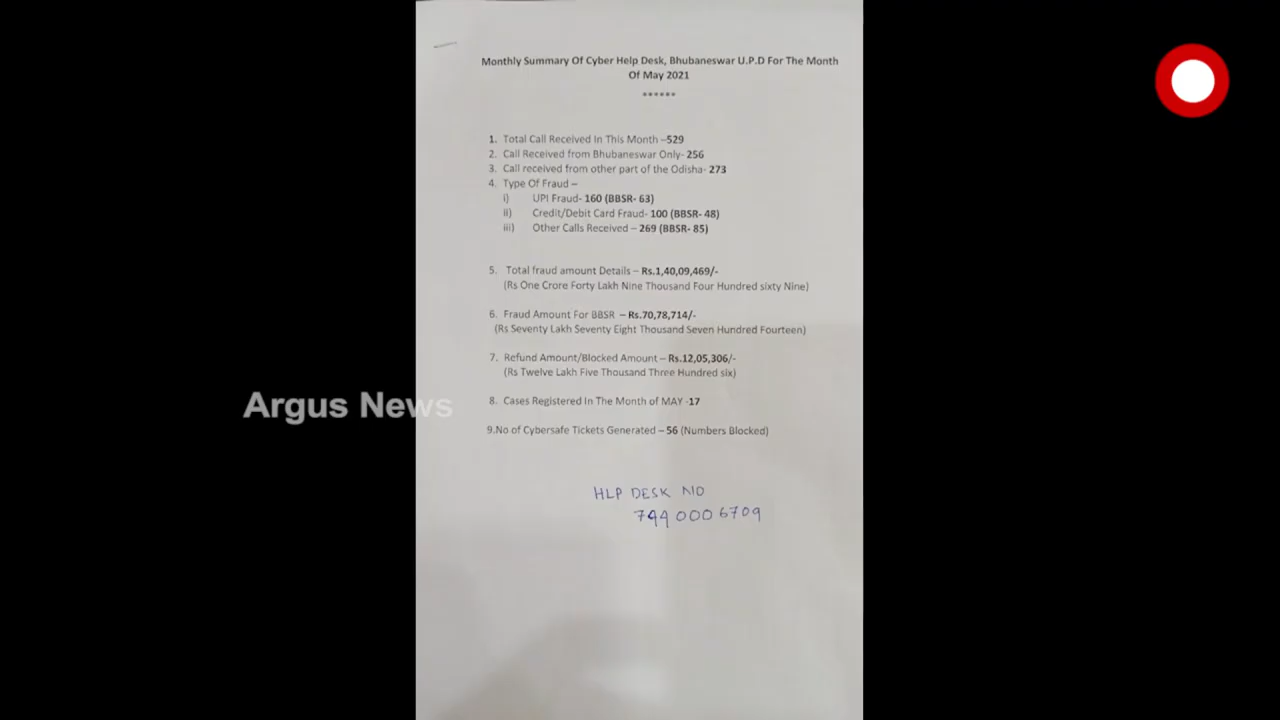 Monthly Summary Of Cyber Help Desk, Bhubaneswar U.P.D For The Month
Of May 2021
******
1. Total Call Received In This Month –529
2. Call Received from Bhubaneswar Only- 256
3. Call received from other part of the Odisha- 273
4. Type Of Fraud –
i) UPI Fraud- 160 (BBSR- 63)
ii) Credit/Debit Card Fraud- 100 (BBSR- 48)
iii) Other Calls Received – 269 (BBSR- 85)
5. Total fraud amount Details – Rs.1,40,09,469/-
(Rs One Crore Forty Lakh Nine Thousand Four Hundred sixty Nine)
6. Fraud Amount For BBSR – Rs.70,78,714/-
(Rs Seventy Lakh Seventy Eight Thousand Seven Hundred Fourteen)
7. Refund Amount/Blocked Amount – Rs.12,05,306/-
(Rs Twelve Lakh Five Thousand Three Hundred six)
Argus News
8. Cases Registered In The Month of MAY -17
9.No of Cybersafe Tickets Generated – 56 (Numbers Blocked)
HLP DESK NO
7440006709